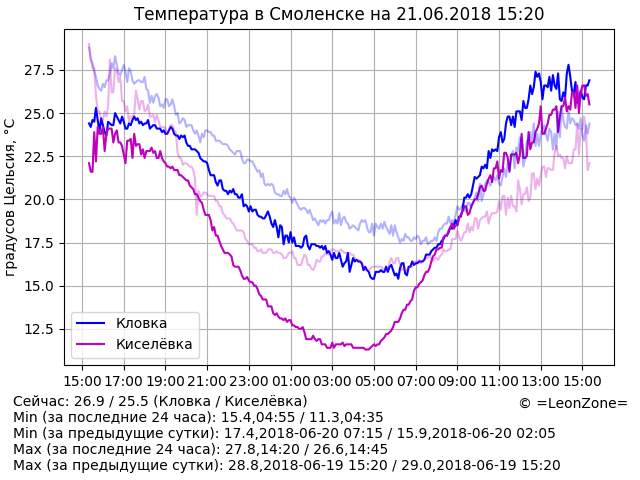 Температура в Смоленске на 21.06.2018 15:20
градусов Цельсия, °C
27.5
25.0
22.5
20.0
17.5
15.0
12.5
Кловка
Киселёвка
15:00 17:00 19:00 21:00 23:00 01:00 03:00 05:00 07:00 09:00 11:00 13:00 15:00
Сейчас: 26.9 / 25.5 (Кловка / Киселёвка)
© =LeonZone=
Min (за последние 24 часа): 15.4,04:55 / 11.3,04:35
Min (за предыдущие сутки): 17.4,2018-06-20 07:15 / 15.9,2018-06-20 02:05
Max (за последние 24 часа): 27.8,14:20 / 26.6,14:45
Max (за предыдущие сутки): 28.8,2018-06-19 15:20 / 29.0,2018-06-19 15:20